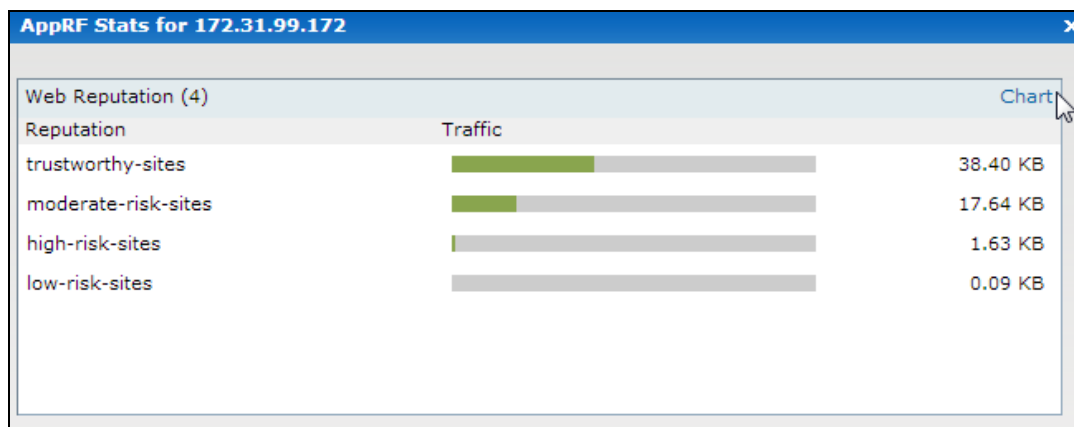 AppRF Stats for 172.31.99.172 x
Web Reputation (4) Chart
Reputation Traffic
trustworthy-sites 38.40 KB
moderate-risk-sites 17.64 KB
high-risk-sites 1.63 KB
low-risk-sites 0.09 KB